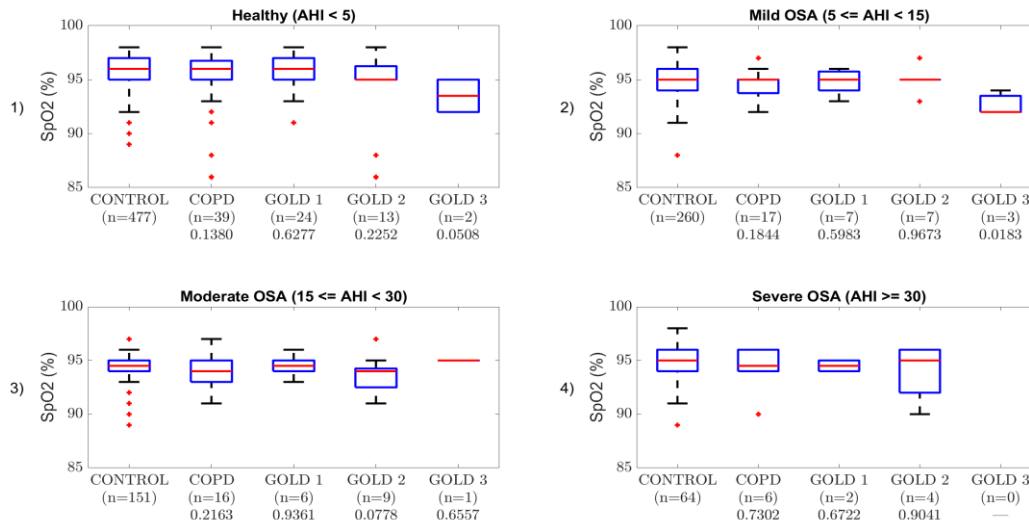 1)
Healthy (AHI < 5)
SpO2 (%)
100
95
90
85
CONTROL COPD GOLD 1 GOLD 2 GOLD 3
(n=477) (n=39) (n=24) (n=13) (n=2)
0.1380 0.6277 0.2252 0.0508
2)
Mild OSA (5 <= AHI < 15)
SpO2 (%)
100
95
90
85
CONTROL COPD GOLD 1 GOLD 2 GOLD 3
(n=260) (n=17) (n=7) (n=7) (n=3)
0.1844 0.5983 0.9673 0.0183
3)
Moderate OSA (15 <= AHI < 30)
SpO2 (%)
100
95
90
85
CONTROL COPD GOLD 1 GOLD 2 GOLD 3
(n=151) (n=16) (n=6) (n=9) (n=1)
0.2163 0.9361 0.0778 0.6557
4)
Severe OSA (AHI >= 30)
SpO2 (%)
100
95
90
85
CONTROL COPD GOLD 1 GOLD 2 GOLD 3
(n=64) (n=6) (n=2) (n=4) (n=0)
0.7302 0.6722 0.9041 —